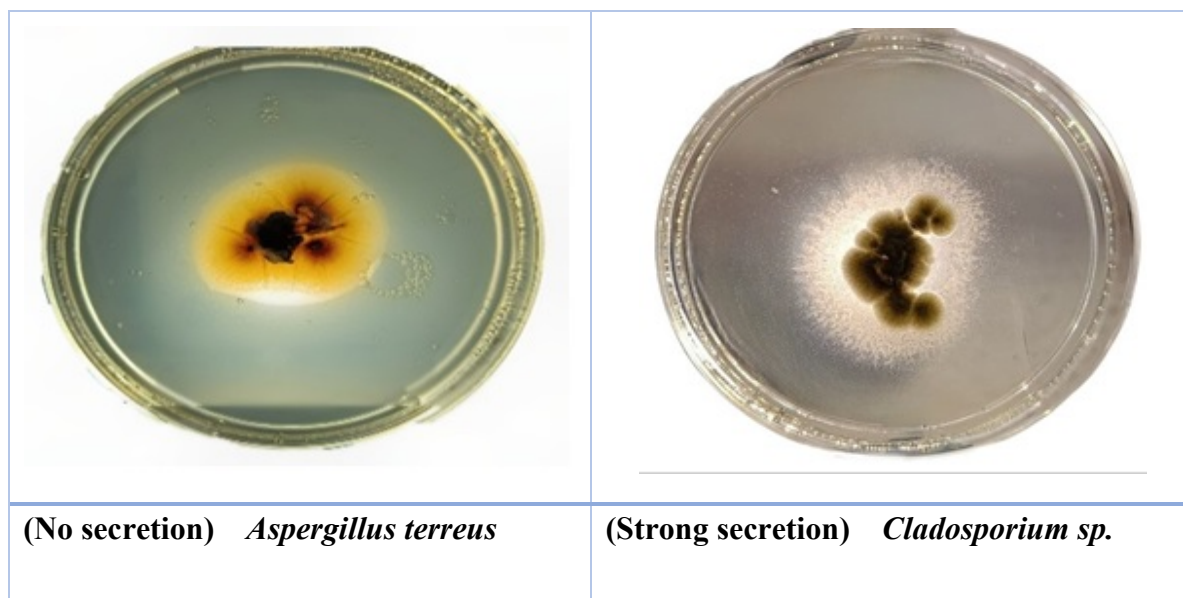 (No secretion) Aspergillus terreus
(Strong secretion) Cladosporium sp.